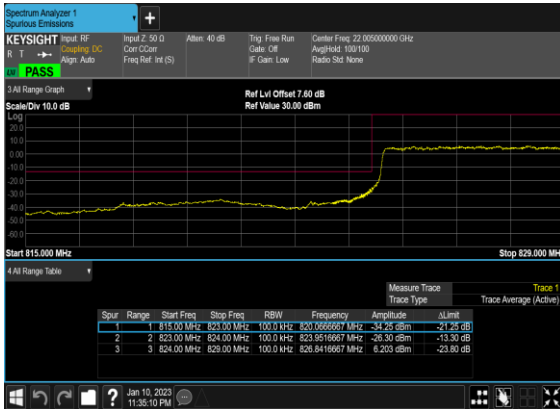 Spectrum Analyzer 1
Spurious Emissions
+
KEYSIGHT Input: RF Input Z: 50 Ω Atten: 40 dB Trig: Free Run Center Freq: 22.005000000 GHz
R T Coupling: DC Corr CCorr Gate: Off Avg|Hold: 100/100
Align: Auto Freq Ref: Int (S) IF Gain: Low Radio Std: None
PASS
3 All Range Graph Ref Lvl Offset 7.60 dB
Scale/Div 10.0 dB Ref Value 30.00 dBm
Log
20.0
10.0
0.00
-10.0
-20.0
-30.0
-40.0
-50.0
-60.0
Start 815.000 MHz Stop 829.000 MH
4 All Range Table
Measure Trace Trace 1
Trace Type Trace Average (Active)
Spur Range Start Freq Stop Freq RBW Frequency Amplitude ΔLimit
1 1 815.00 MHz 823.00 MHz 100.0 kHz 820.0666667 MHz -34.25 dBm -21.25 dB
2 2 823.00 MHz 824.00 MHz 100.0 kHz 823.9516667 MHz -26.30 dBm -13.30 dB
3 3 824.00 MHz 829.00 MHz 100.0 kHz 826.8416667 MHz 6.203 dBm -23.80 dB
? Jan 10, 2023
11:35:10 PM